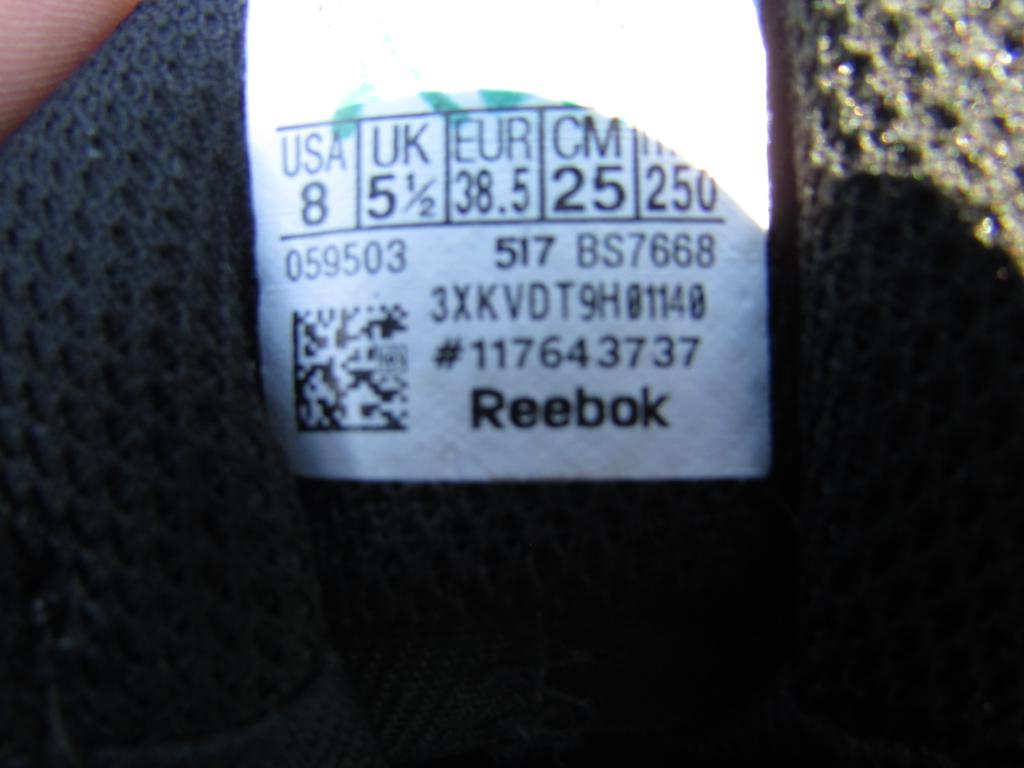 USA UK EUR CM
8 5½ 38.5 25 250
059503 517 BS7668
3XKVDT9H01140
#117643737
Reebok